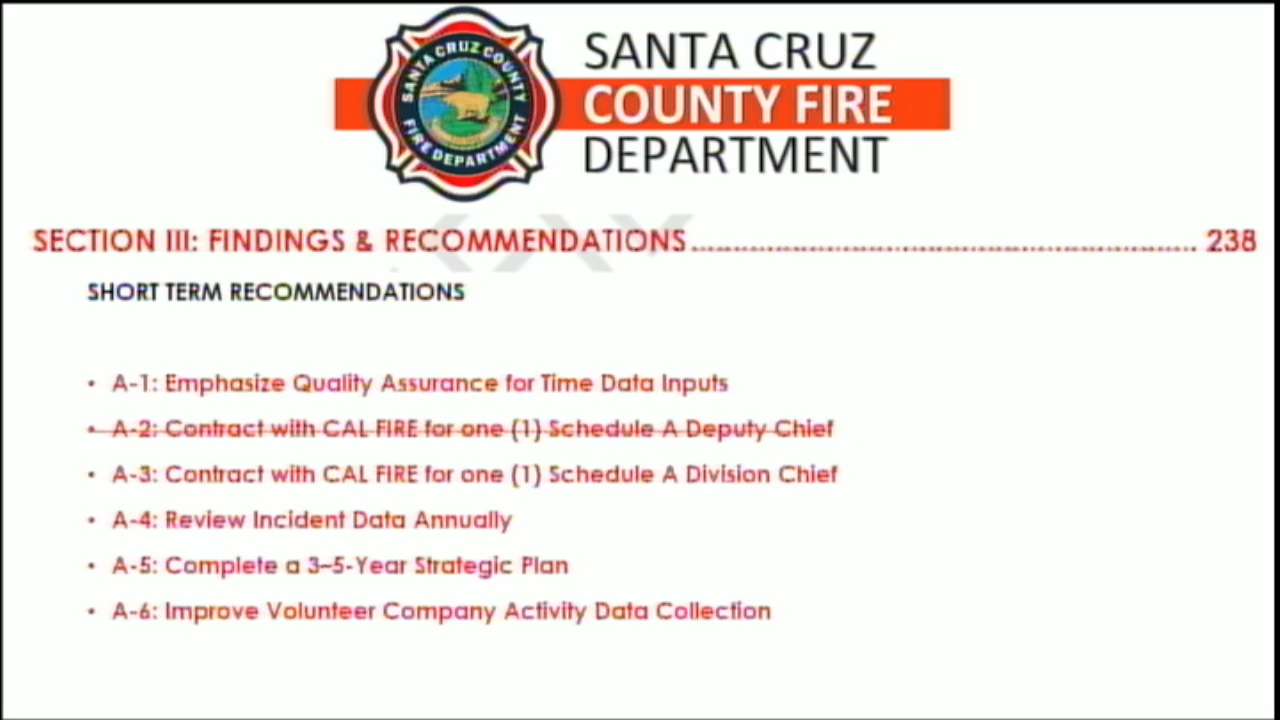 SANTA CRUZ COUNTY
FIRE DEPARTMENT
SANTA CRUZ
COUNTY FIRE
DEPARTMENT
SECTION III: FINDINGS & RECOMMENDATIONS........................................................................ 238
SHORT TERM RECOMMENDATIONS
• A-1: Emphasize Quality Assurance for Time Data Inputs
• A-2: Contract with CAL FIRE for one (1) Schedule A Deputy Chief
• A-3: Contract with CAL FIRE for one (1) Schedule A Division Chief
• A-4: Review Incident Data Annually
• A-5: Complete a 3–5-Year Strategic Plan
• A-6: Improve Volunteer Company Activity Data Collection